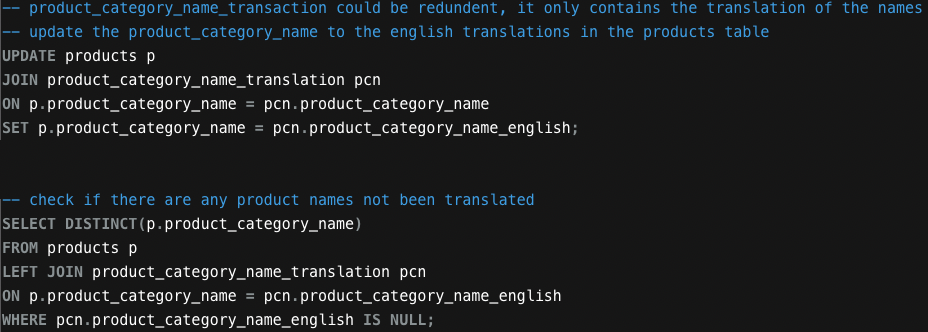 -- product_category_name_transaction could be redundent, it only contains the translation of the names
-- update the product_category_name to the english translations in the products table
UPDATE products p
JOIN product_category_name_translation pcn
ON p.product_category_name = pcn.product_category_name
SET p.product_category_name = pcn.product_category_name_english;
-- check if there are any product names not been translated
SELECT DISTINCT(p.product_category_name)
FROM products p
LEFT JOIN product_category_name_translation pcn
ON p.product_category_name = pcn.product_category_name_english
WHERE pcn.product_category_name_english IS NULL;